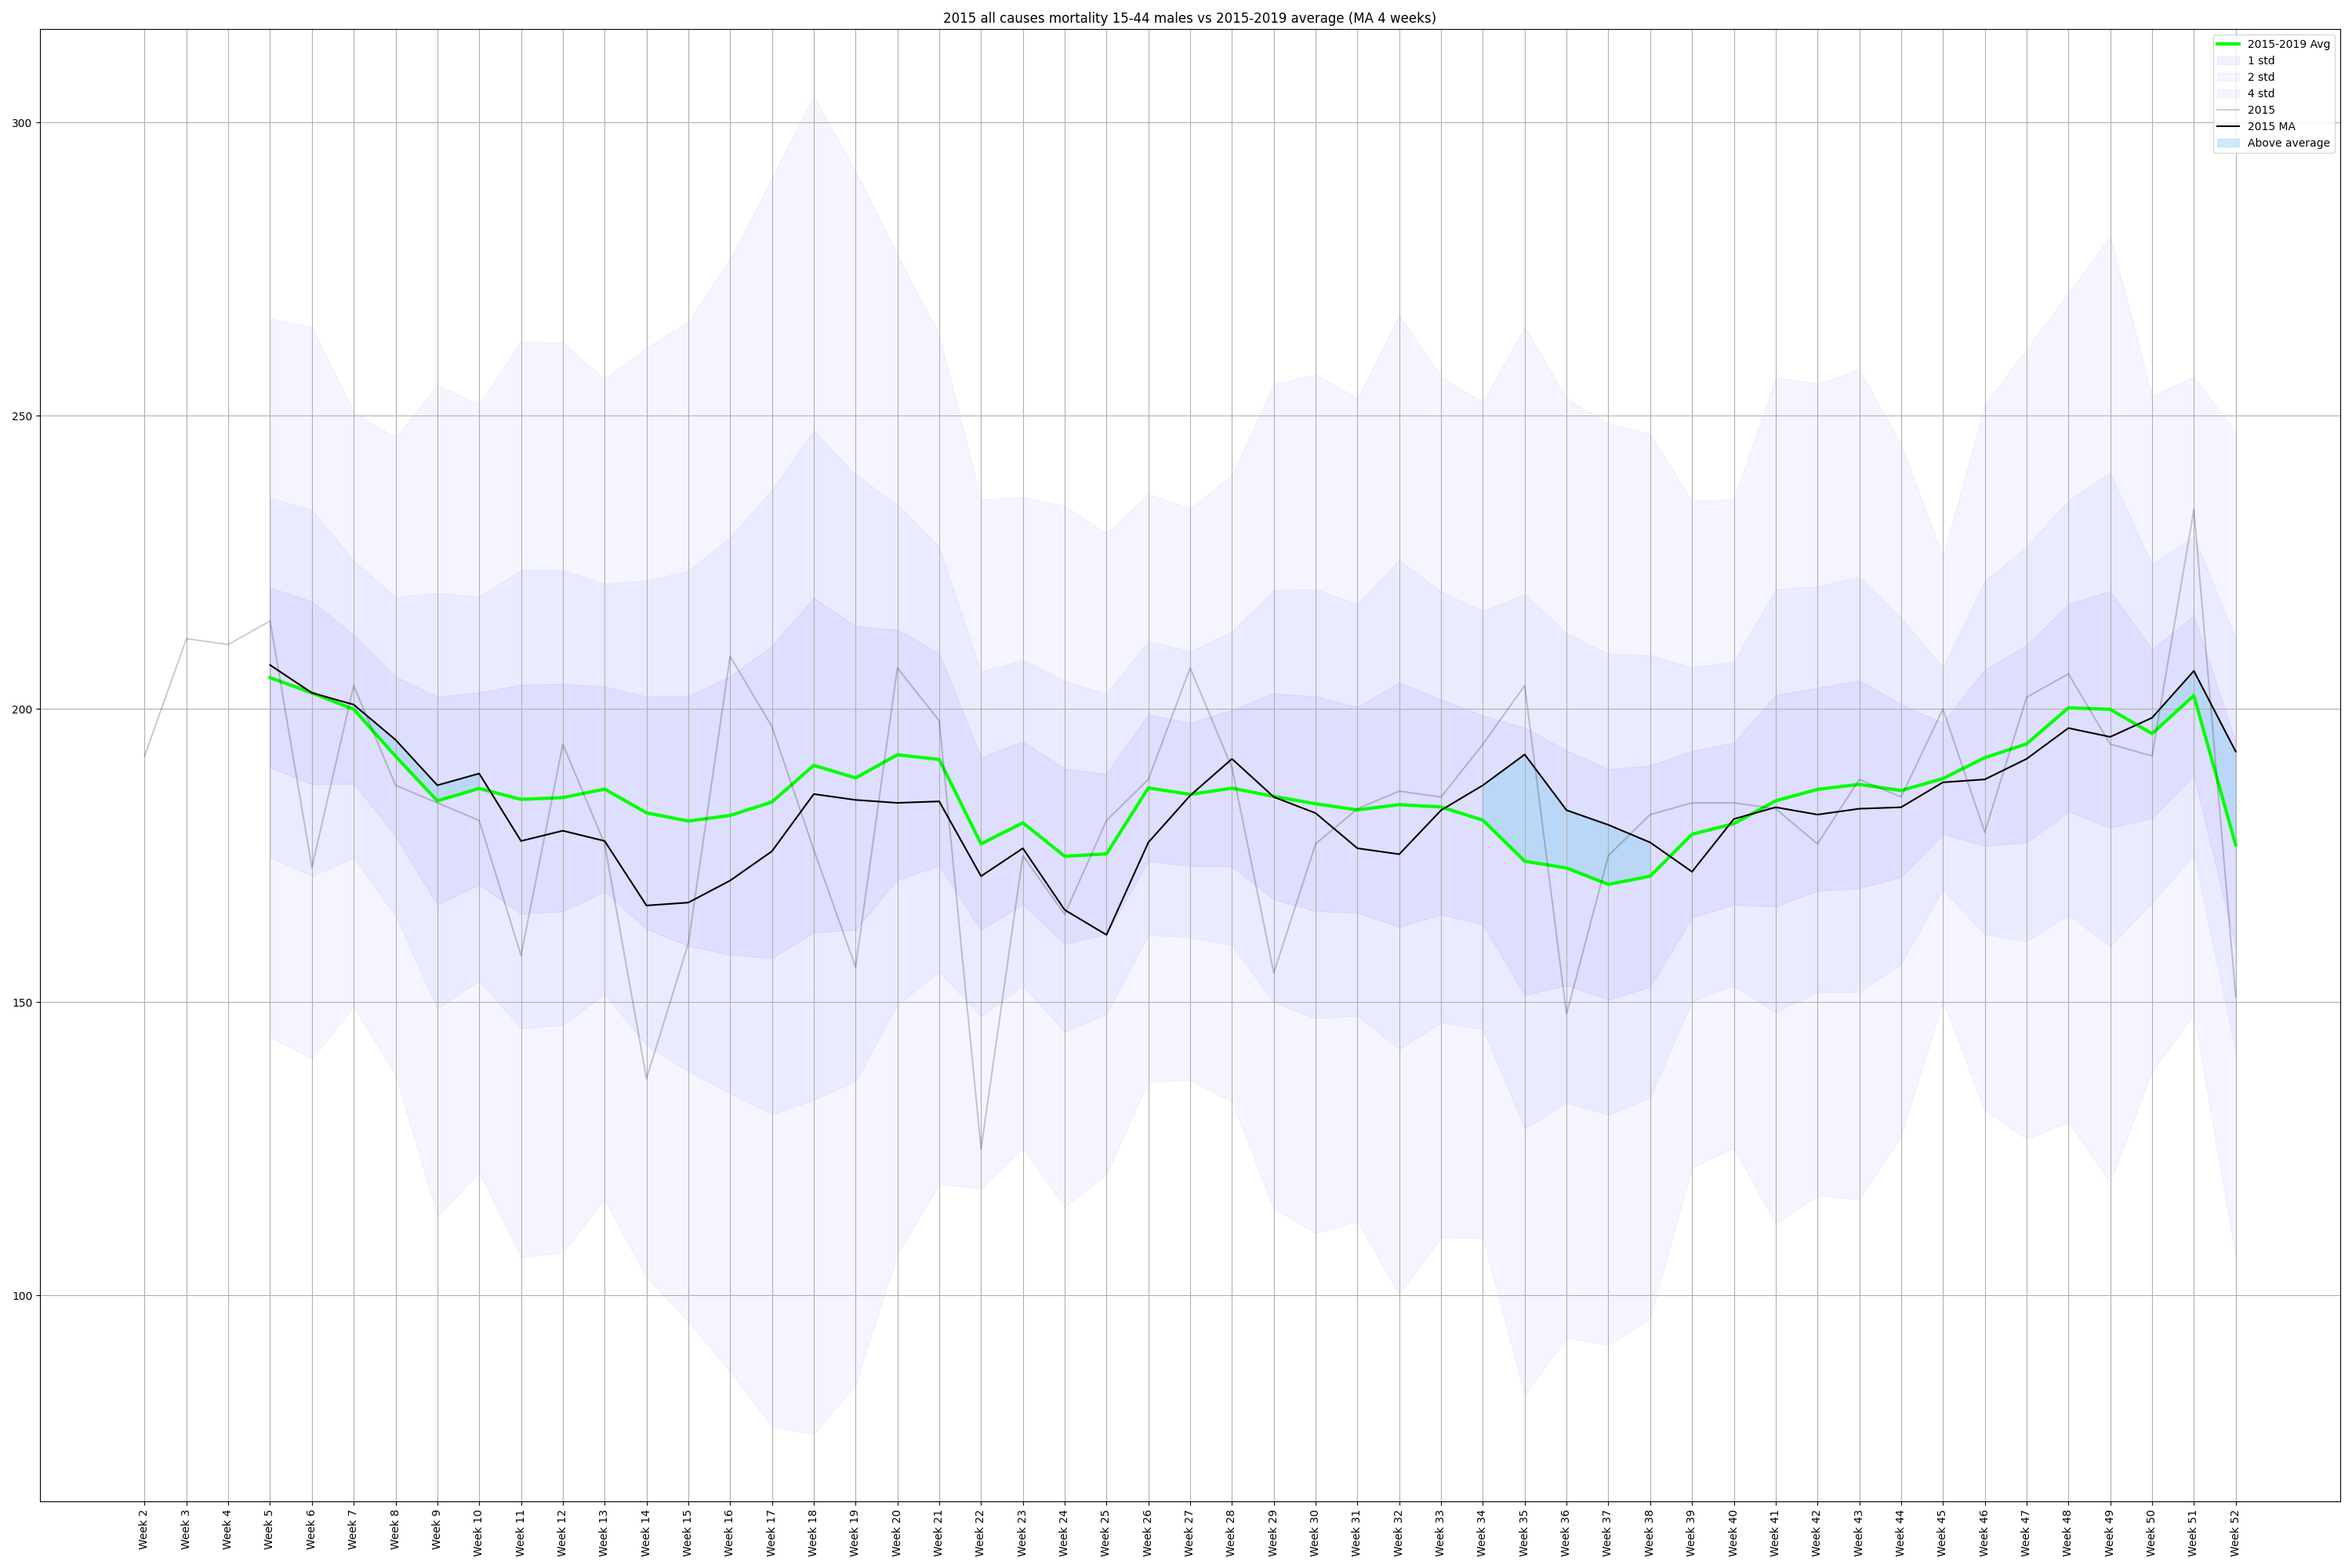 2015 all causes mortality 15-44 males vs 2015-2019 average (MA 4 weeks)
2015-2019 Avg
1 std
2 std
4 std
2015
2015 MA
Above average
300
250
200
150
100
Week 2
Week 3
Week 4
Week 5
Week 6
Week 7
Week 8
Week 9
Week 10
Week 11
Week 12
Week 13
Week 14
Week 15
Week 16
Week 17
Week 18
Week 19
Week 20
Week 21
Week 22
Week 23
Week 24
Week 25
Week 26
Week 27
Week 28
Week 29
Week 30
Week 31
Week 32
Week 33
Week 34
Week 35
Week 36
Week 37
Week 38
Week 39
Week 40
Week 41
Week 42
Week 43
Week 44
Week 45
Week 46
Week 47
Week 48
Week 49
Week 50
Week 51
Week 52